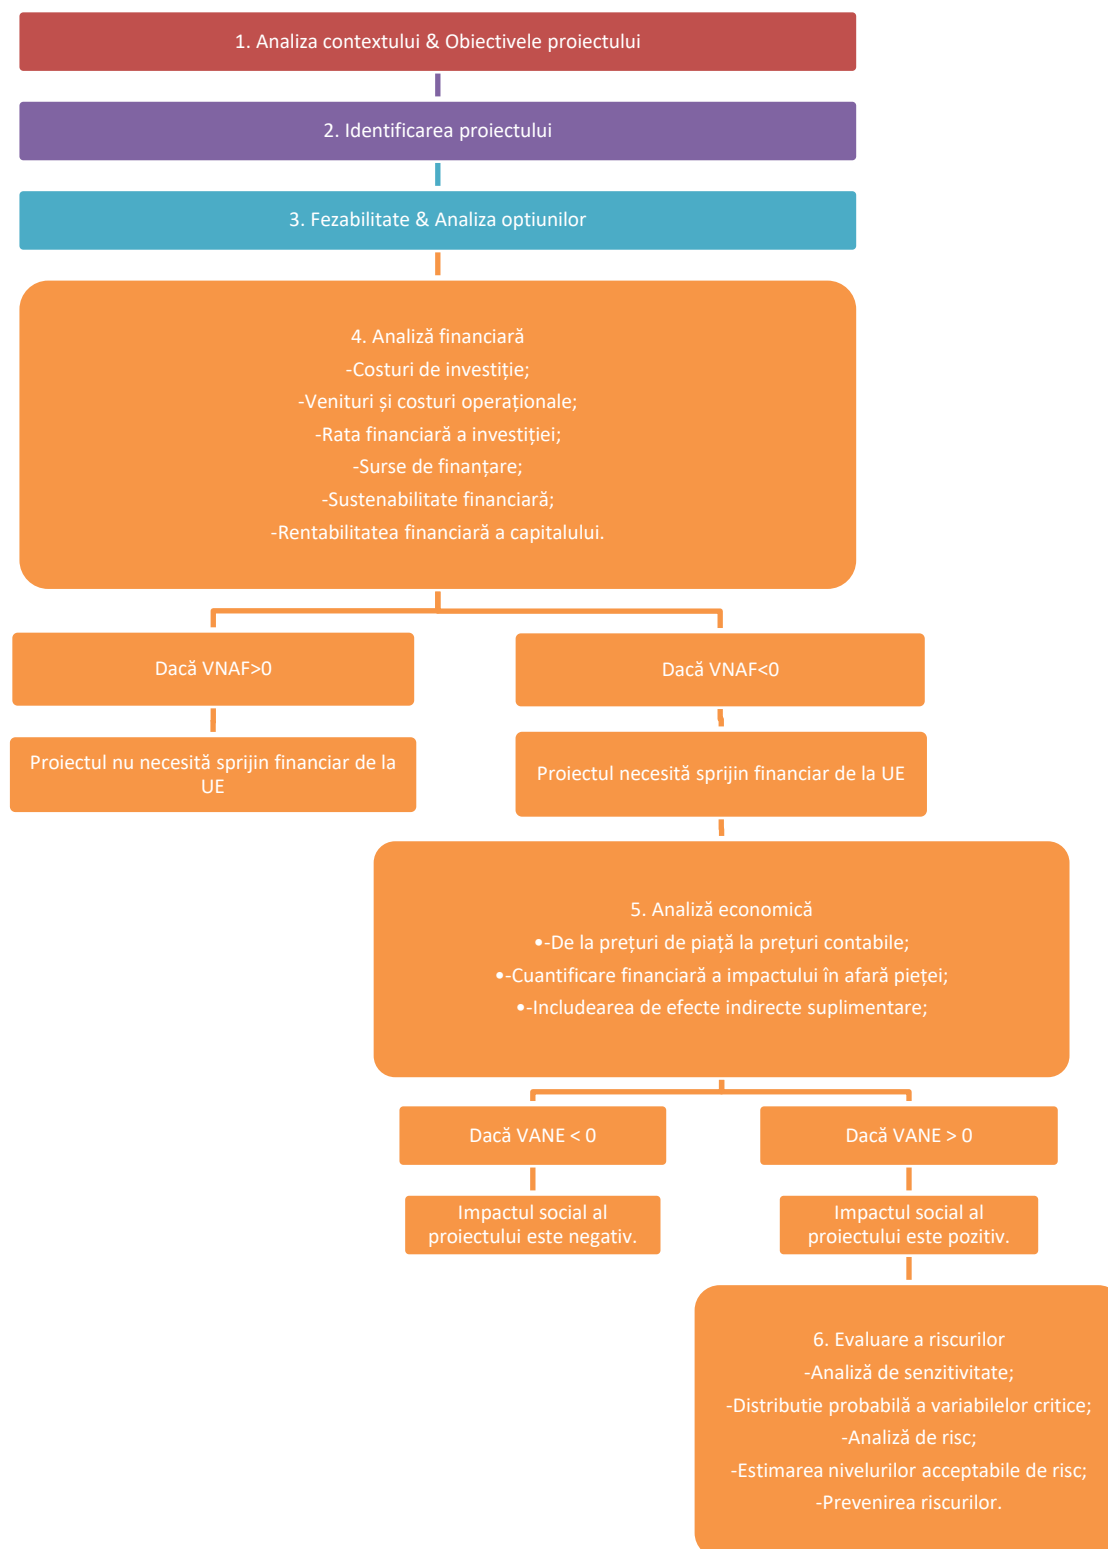 1. Analiza contextului & Obiectivele proiectului
2. Identificarea proiectului
3. Fezabilitate & Analiza optiunilor
4. Analiză financiară
-Costuri de investiție;
-Venituri și costuri operaționale;
-Rata financiară a investiției;
-Surse de finanțare;
-Sustenabilitate financiară;
-Rentabilitatea financiară a capitalului.
Dacă VNAF>0
Dacă VNAF<0
Proiectul nu necesită sprijin financiar de la
UE
Proiectul necesită sprijin financiar de la UE
5. Analiză economică
•-De la prețuri de piață la prețuri contabile;
•-Cuantificare financiară a impactului în afară pieței;
•-Includearea de efecte indirecte suplimentare;
Dacă VANE < 0
Dacă VANE > 0
Impactul social al
proiectului este negativ.
Impactul social al
proiectului este pozitiv.
6. Evaluare a riscurilor
-Analiză de senzitivitate;
-Distributie probabilă a variabilelor critice;
-Analiză de risc;
-Estimarea nivelurilor acceptabile de risc;
-Prevenirea riscurilor.